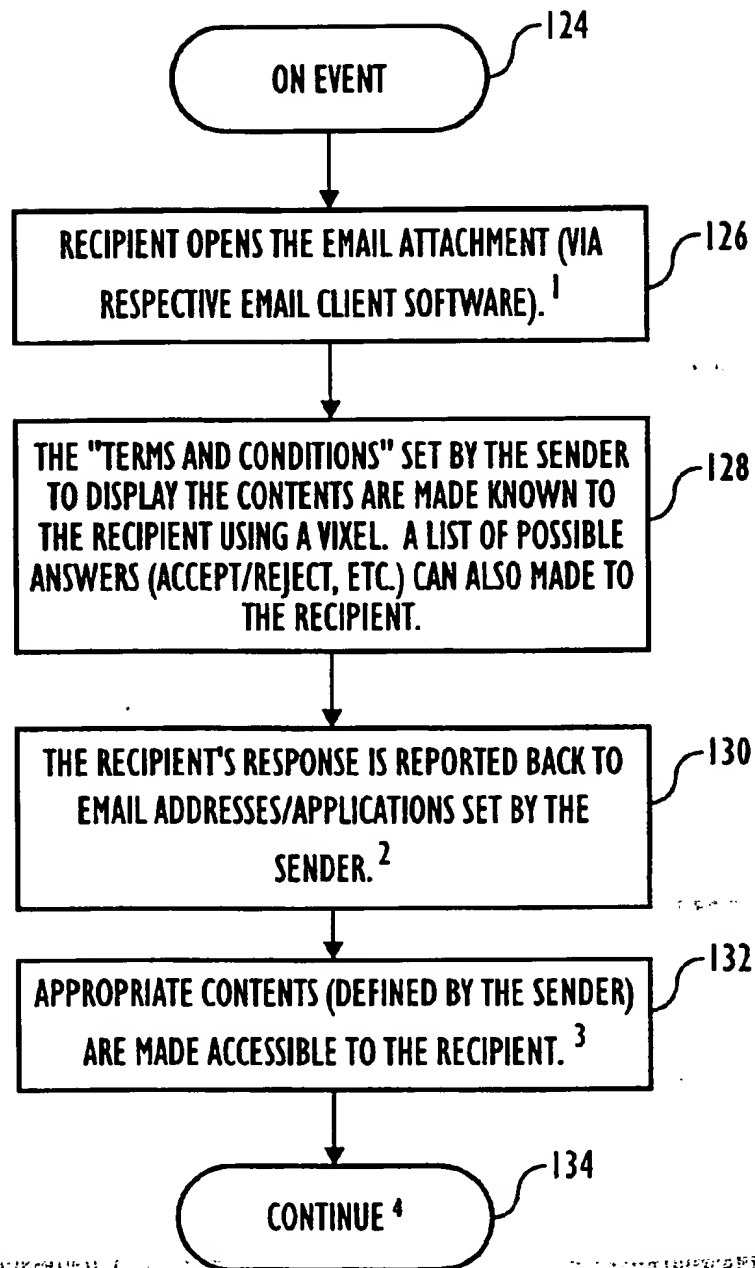 124
ON EVENT
126
RECIPIENT OPENS THE EMAIL ATTACHMENT (VIA
RESPECTIVE EMAIL CLIENT SOFTWARE). 1
128
THE "TERMS AND CONDITIONS" SET BY THE SENDER
TO DISPLAY THE CONTENTS ARE MADE KNOWN TO
THE RECIPIENT USING A VIXEL. A LIST OF POSSIBLE
ANSWERS (ACCEPT/REJECT, ETC.) CAN ALSO MADE TO
THE RECIPIENT.
130
THE RECIPIENT'S RESPONSE IS REPORTED BACK TO
EMAIL ADDRESSES/APPLICATIONS SET BY THE
SENDER. 2
132
APPROPRIATE CONTENTS (DEFINED BY THE SENDER)
ARE MADE ACCESSIBLE TO THE RECIPIENT. 3
134
CONTINUE 4